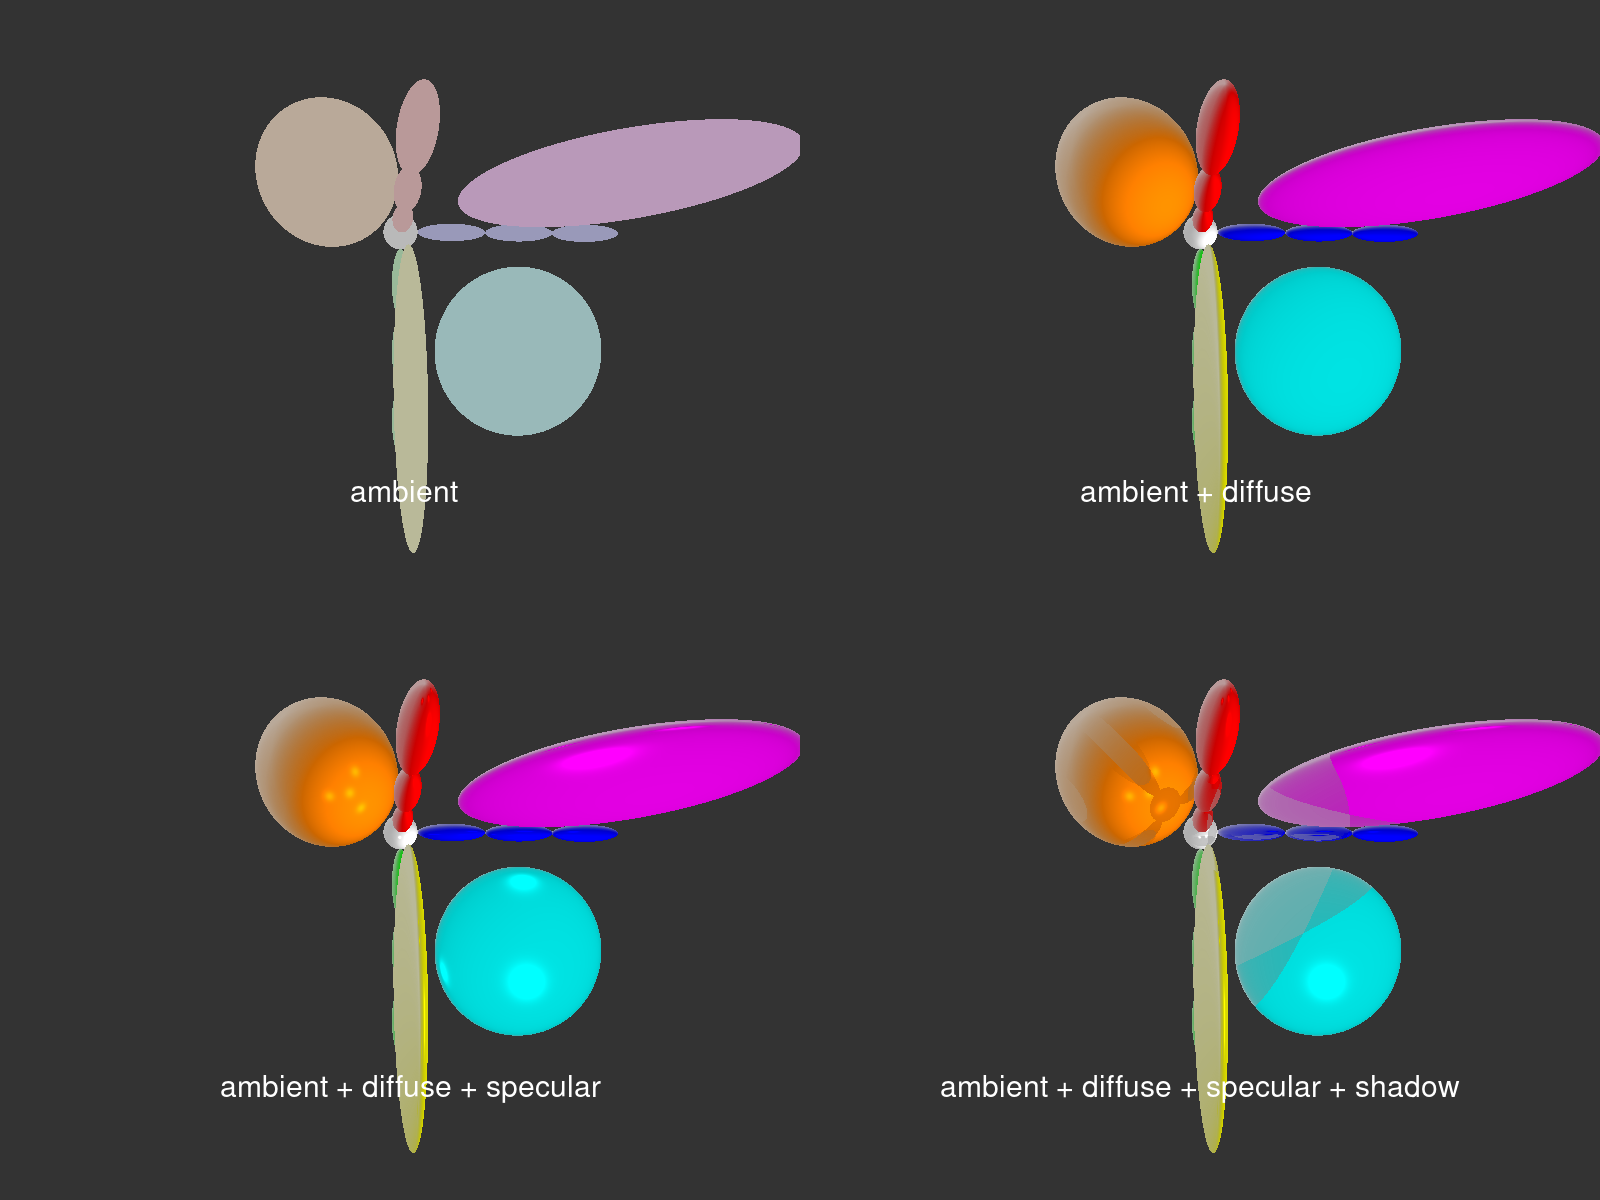 ambient
ambient + diffuse
ambient + diffuse + specular
ambient + diffuse + specular + shadow